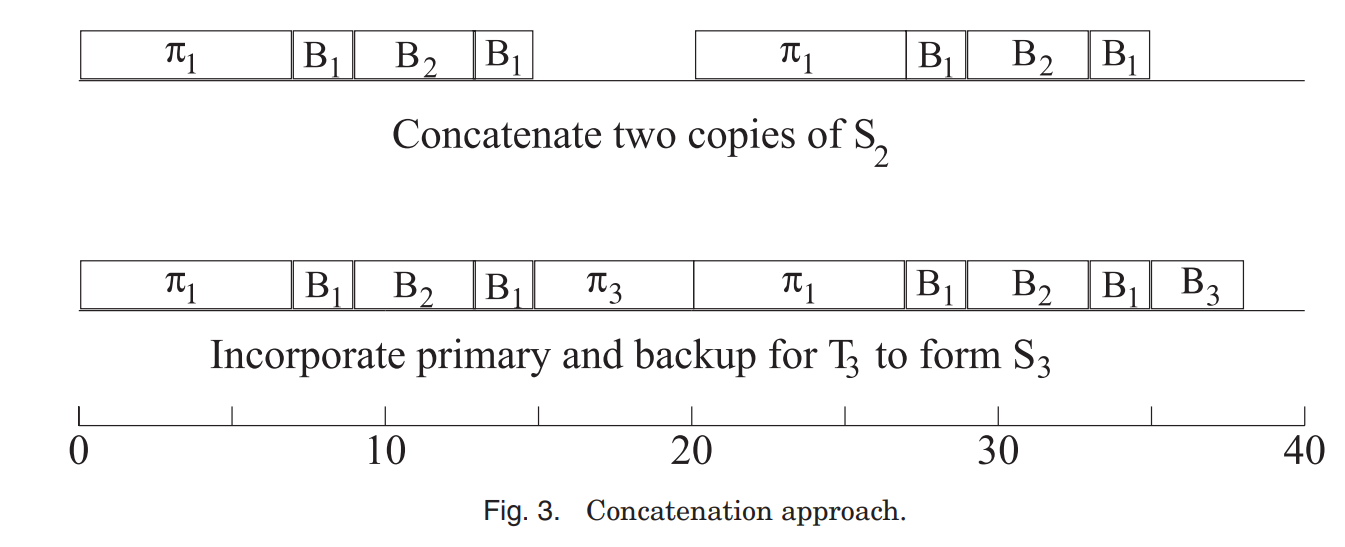 π₁ B₁ B₂ B₁ π₁ B₁ B₂ B₁
Concatenate two copies of S₂
π₁ B₁ B₂ B₁ π₃ π₁ B₁ B₂ B₁ B₃
Incorporate primary and backup for T₃ to form S₃
0 10 20 30 40
Fig. 3. Concatenation approach.